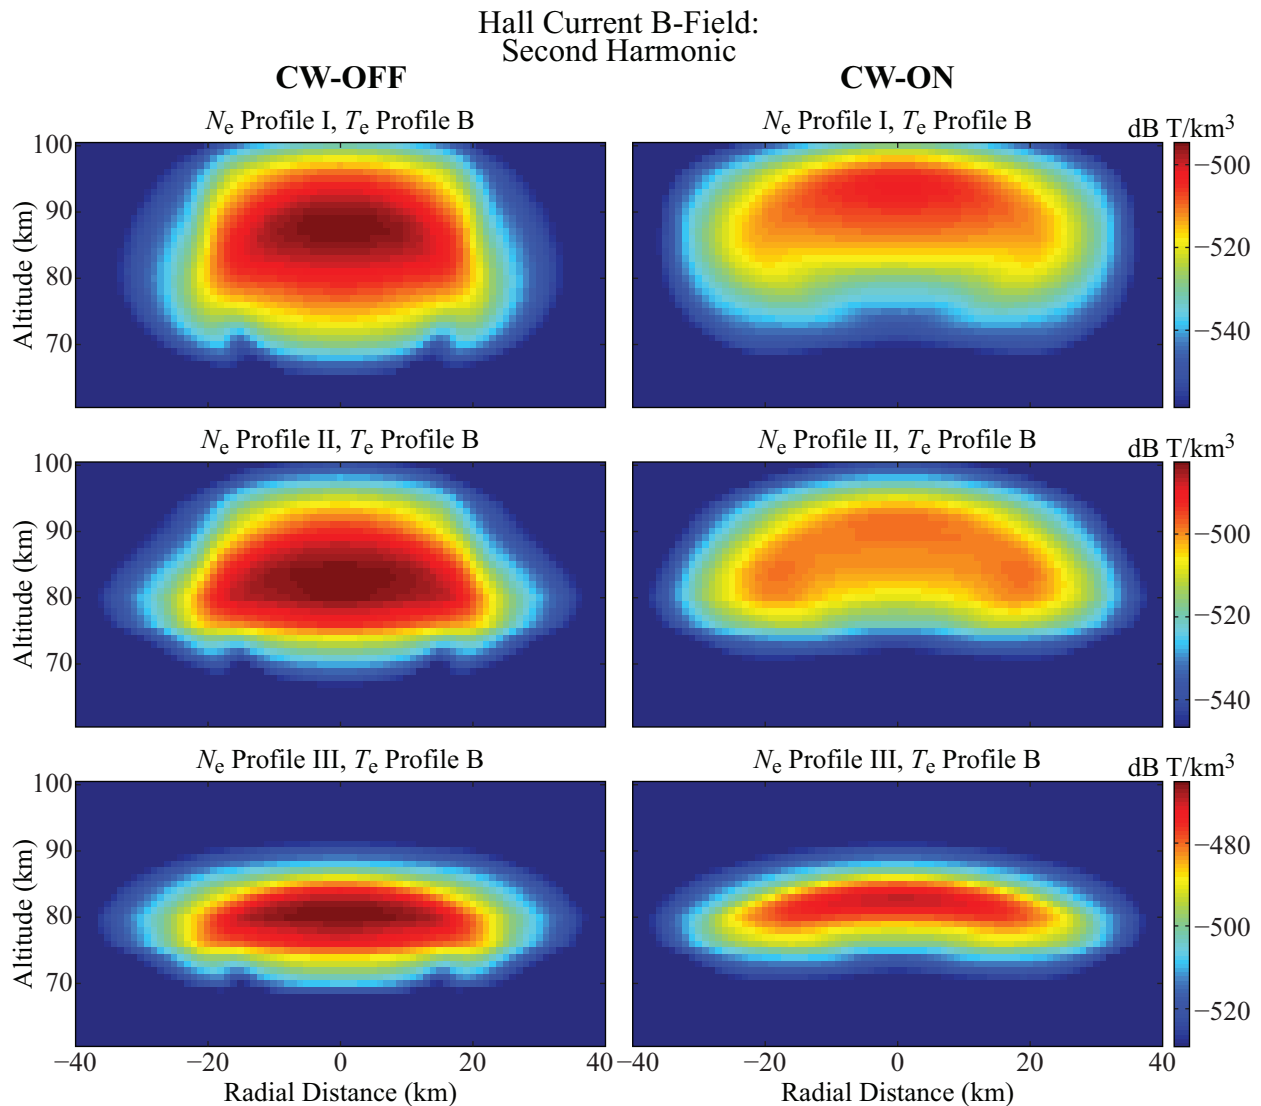 Hall Current B-Field:
Second Harmonic
CW-OFF
CW-ON
Nₑ Profile I, Tₑ Profile B
Nₑ Profile I, Tₑ Profile B
dB T/km³
100
90
80
70
Altitude (km)
−500
−520
−540
Nₑ Profile II, Tₑ Profile B
Nₑ Profile II, Tₑ Profile B
dB T/km³
100
90
80
70
Altitude (km)
−500
−520
−540
Nₑ Profile III, Tₑ Profile B
Nₑ Profile III, Tₑ Profile B
dB T/km³
100
90
80
70
Altitude (km)
−480
−500
−520
−40 −20 0 20 40
−40 −20 0 20 40
Radial Distance (km)
Radial Distance (km)